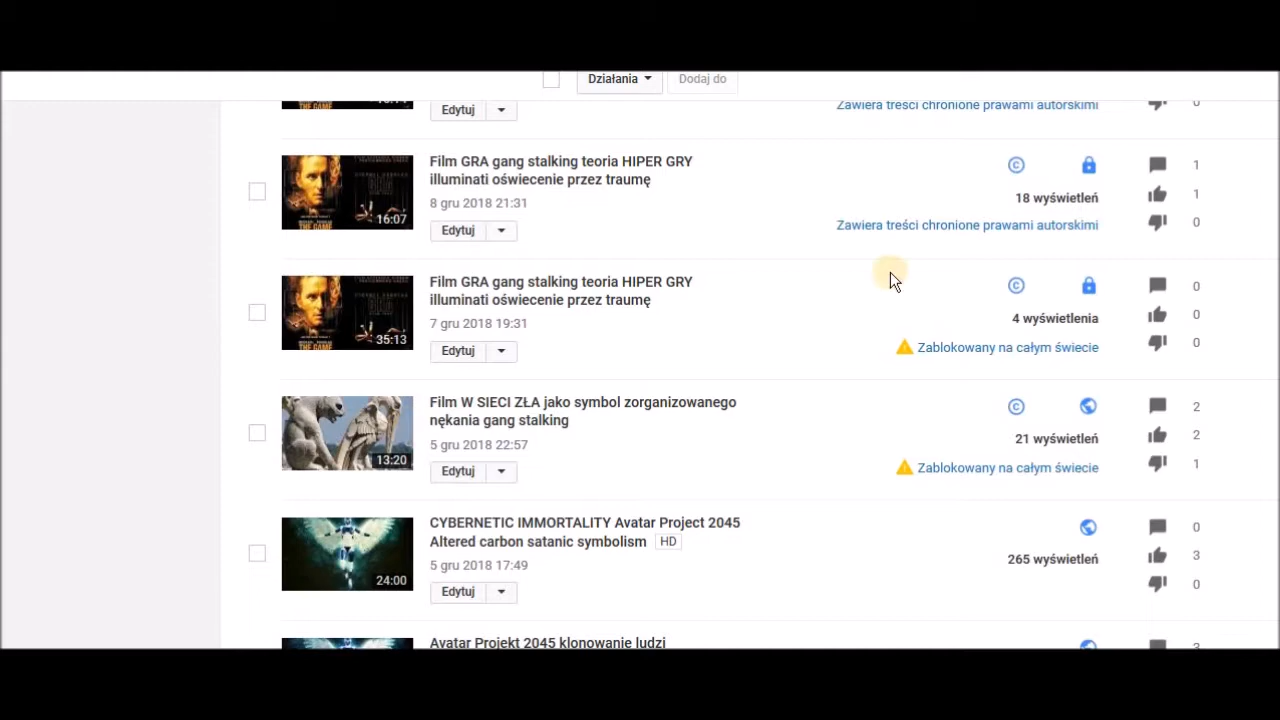 Działania
Dodaj do
THE GAME
Edytuj
Zawiera treści chronione prawami autorskimi
0
Film GRA gang stalking teoria HIPER GRY
illuminati oświecenie przez traumę
8 gru 2018 21:31
Edytuj
THE GAME
16:07
18 wyświetleń
Zawiera treści chronione prawami autorskimi
1
1
0
Film GRA gang stalking teoria HIPER GRY
illuminati oświecenie przez traumę
7 gru 2018 19:31
Edytuj
THE GAME
35:13
4 wyświetlenia
Zablokowany na całym świecie
0
0
0
Film W SIECI ZŁA jako symbol zorganizowanego
nękania gang stalking
5 gru 2018 22:57
Edytuj
13:20
21 wyświetleń
Zablokowany na całym świecie
2
2
1
CYBERNETIC IMMORTALITY Avatar Project 2045
Altered carbon satanic symbolism HD
5 gru 2018 17:49
Edytuj
24:00
265 wyświetleń
0
3
0
Avatar Projekt 2045 klonowanie ludzi